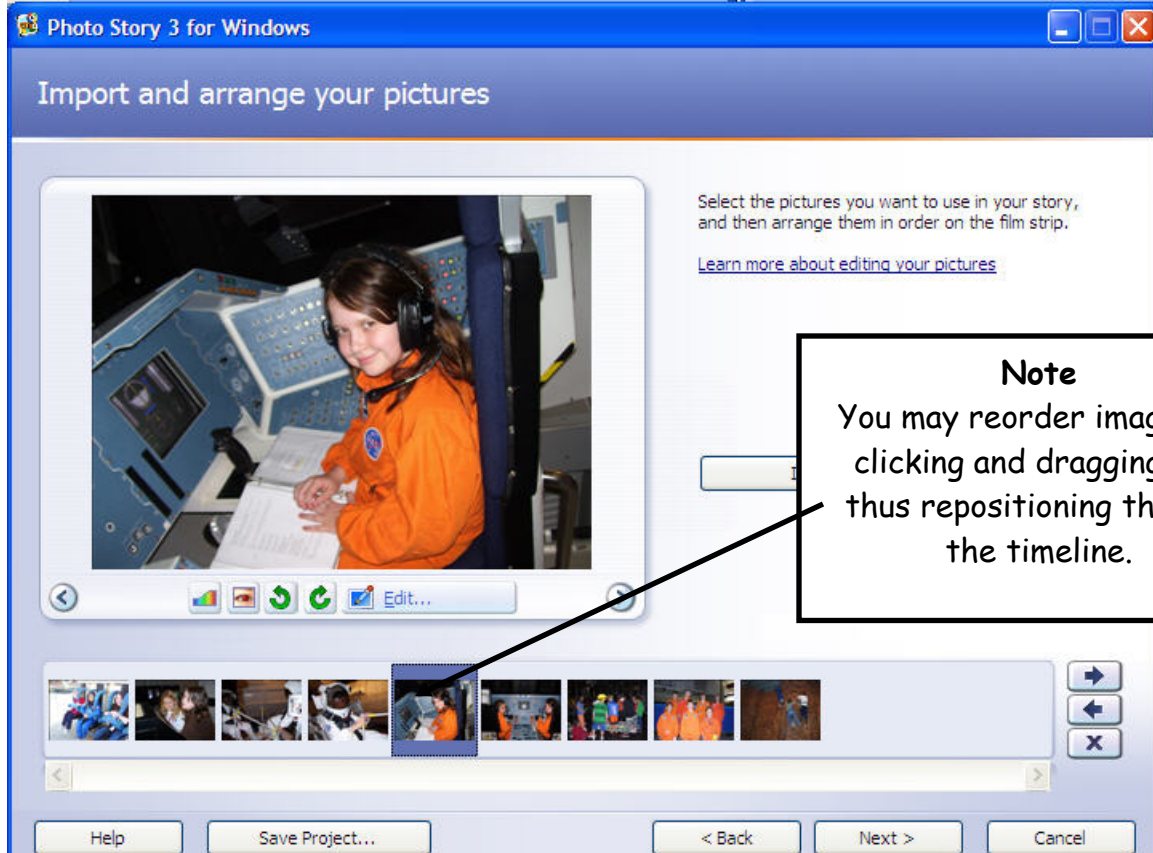 Photo Story 3 for Windows
Import and arrange your pictures
Select the pictures you want to use in your story,
and then arrange them in order on the film strip.
Learn more about editing your pictures
Note
You may reorder
clicking and dragging
thus repositioning
the timeline.
Edit...
Help
Save Project...
< Back
Next >
Cancel